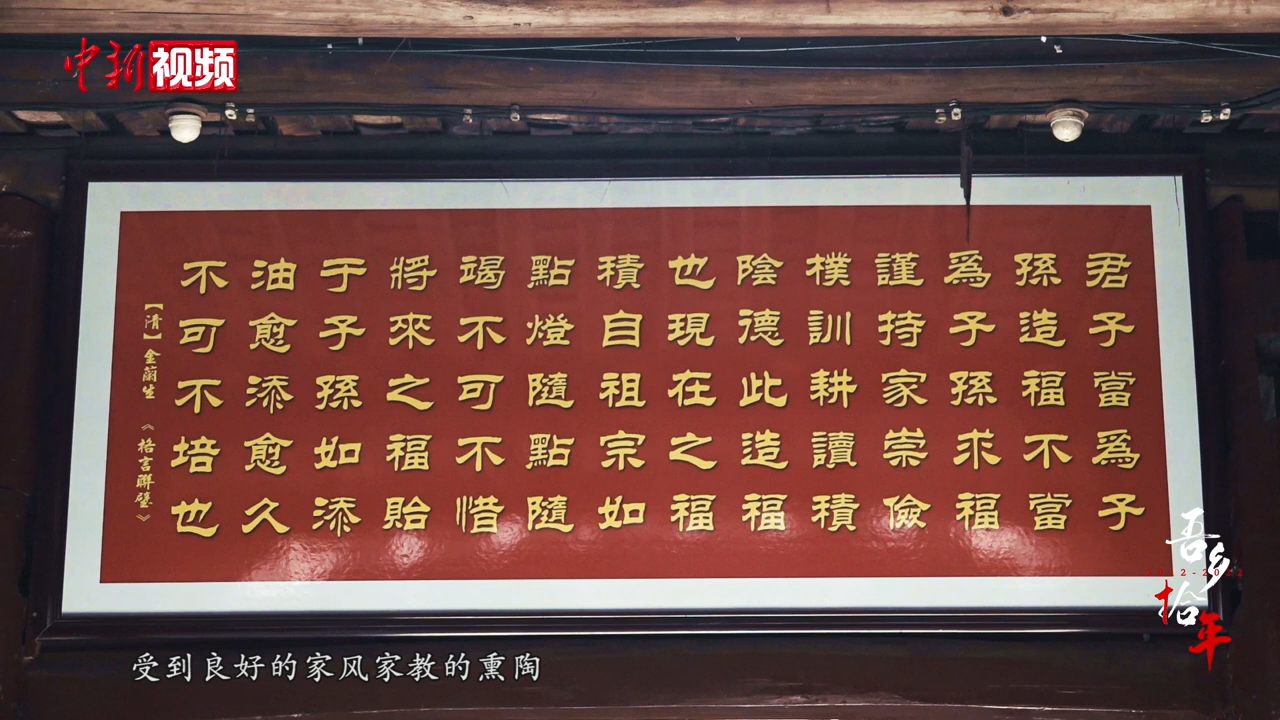 中新视频
君子當爲子
孫造福不當
爲子孫求福
謹持家崇儉
樸訓耕讀積
陰德此造福
也現在之福
積自祖宗如
點燈隨點隨
竭不可不惜
將來之福貽
于子孫如添
油愈添愈久
不可不培也
【清】金蘭生 《格言聯璧》
吾乡
2012-2022
拾年
受到良好的家风家教的熏陶